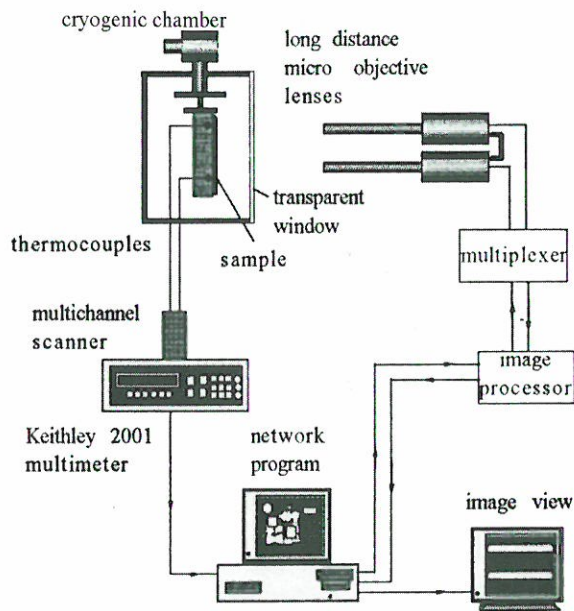 cryogenic chamber
long distance
micro objective
lenses
transparent
window
thermocouples
sample
multiplexer
multichannel
scanner
image
processor
Keithley 2001
multimeter
network
program
image view